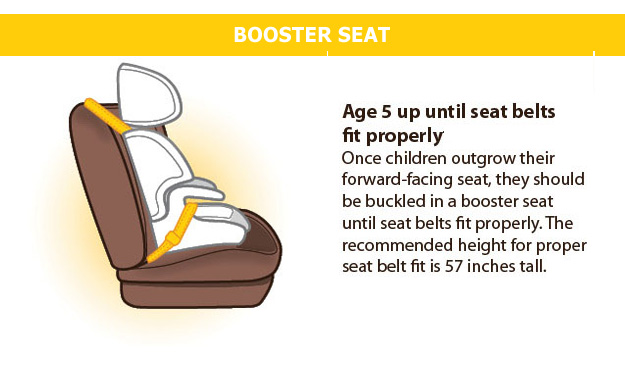 BOOSTER SEAT
Age 5 up until seat belts
fit properly
Once children outgrow their
forward-facing seat, they should
be buckled in a booster seat
until seat belts fit properly. The
recommended height for proper
seat belt fit is 57 inches tall.